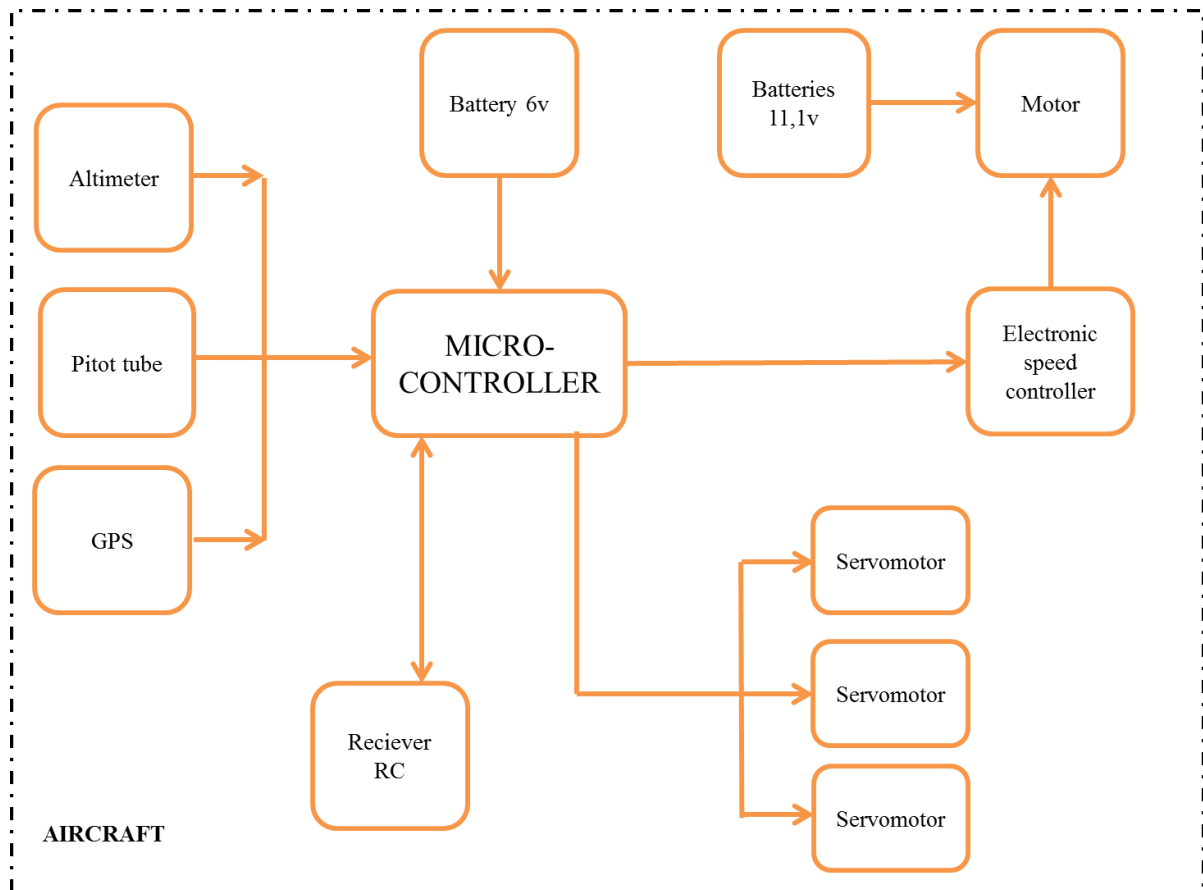 Battery 6v
Batteries
11,1v
Motor
Altimeter
Pitot tube
MICRO-
CONTROLLER
Electronic
speed
controller
GPS
Servomotor
Servomotor
Reciever
RC
Servomotor
AIRCRAFT